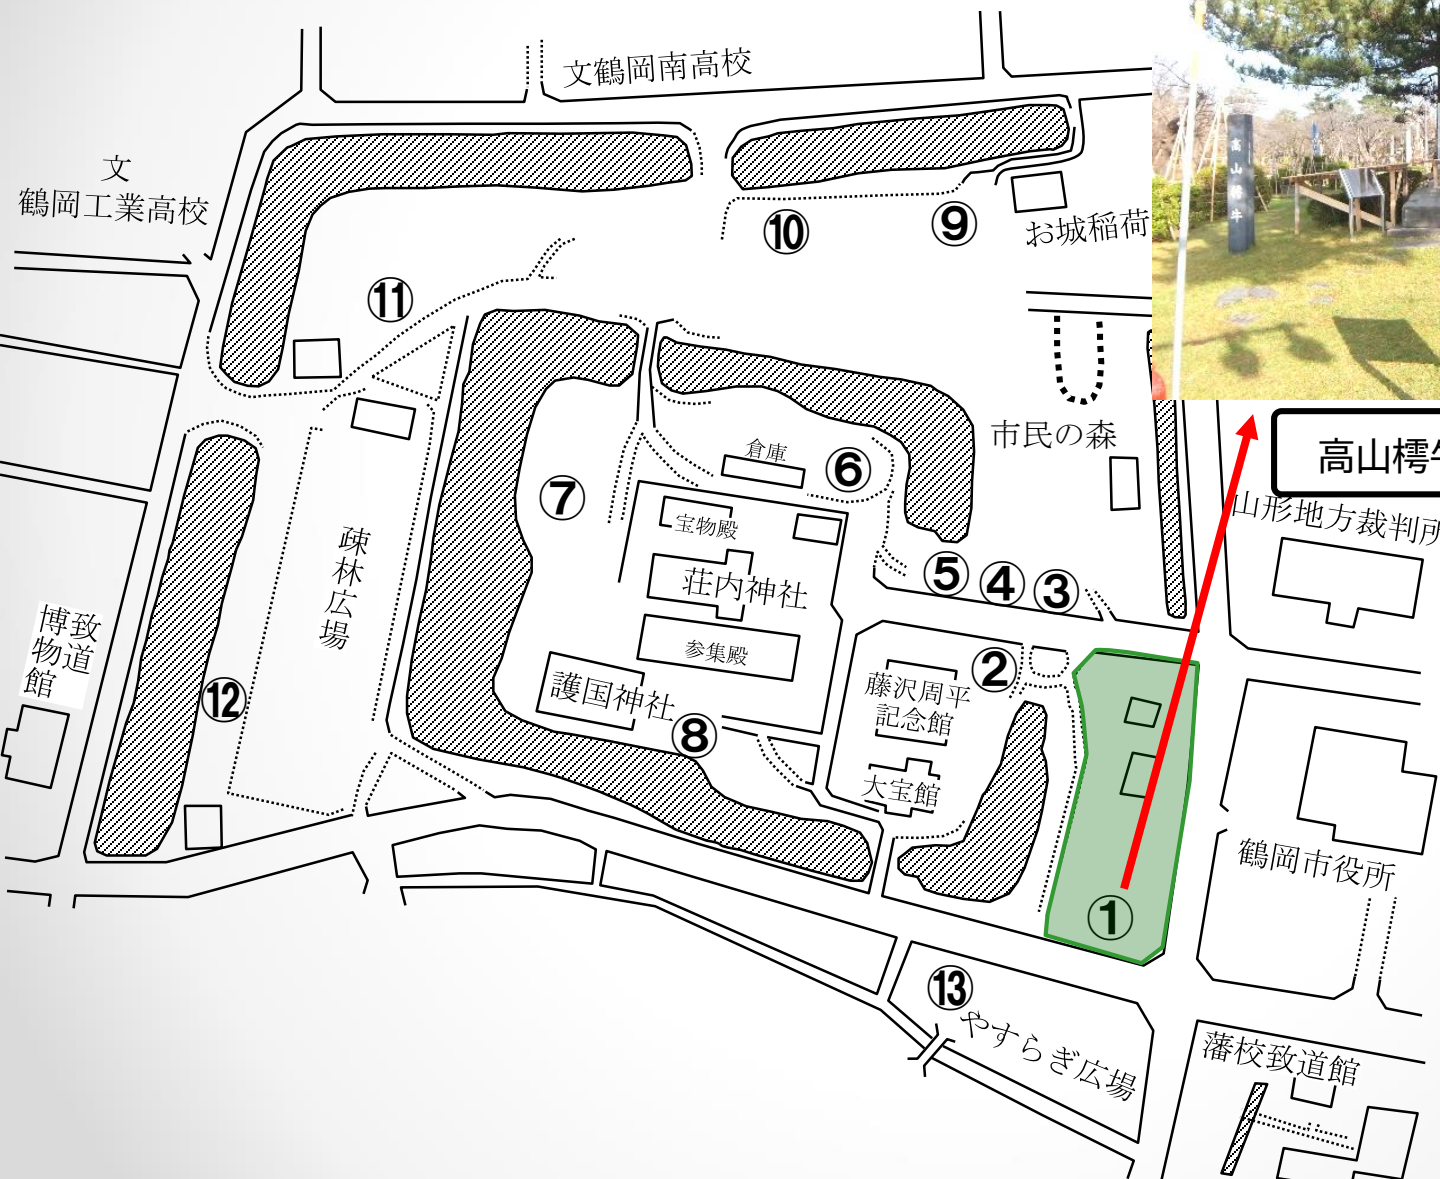 文鶴岡南高校
文
鶴岡工業高校
高山樗牛
⑩
⑨
お城稲荷
⑪
市民の森
高山樗牛
倉庫
⑥
⑦
宝物殿
山形地方裁判所
疎林広場
荘内神社
⑤
④
③
博物館
致道
参集殿
②
藤沢周平
記念館
護国神社
⑫
⑧
大宝館
鶴岡市役所
①
⑬
やすらぎ広場
藩校致道館